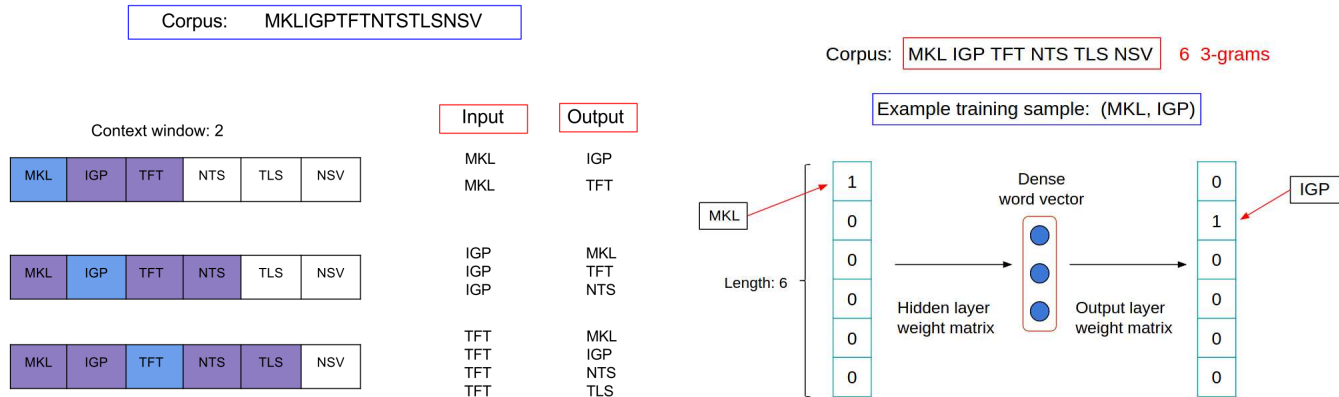 Corpus: MKLIGPTFTNTSTLSNSV
Context window: 2
Input Output
MKL IGP TFT NTS TLS NSV
MKL IGP
MKL TFT
MKL IGP TFT NTS TLS NSV
IGP MKL
IGP TFT
IGP NTS
MKL IGP TFT NTS TLS NSV
TFT MKL
TFT IGP
TFT NTS
TFT TLS
Corpus: MKL IGP TFT NTS TLS NSV 6 3-grams
Example training sample: (MKL, IGP)
MKL
Length: 6
1
0
0
0
0
0
Hidden layer
weight matrix
Dense
word vector
Output layer
weight matrix
0
1
0
0
0
0
IGP